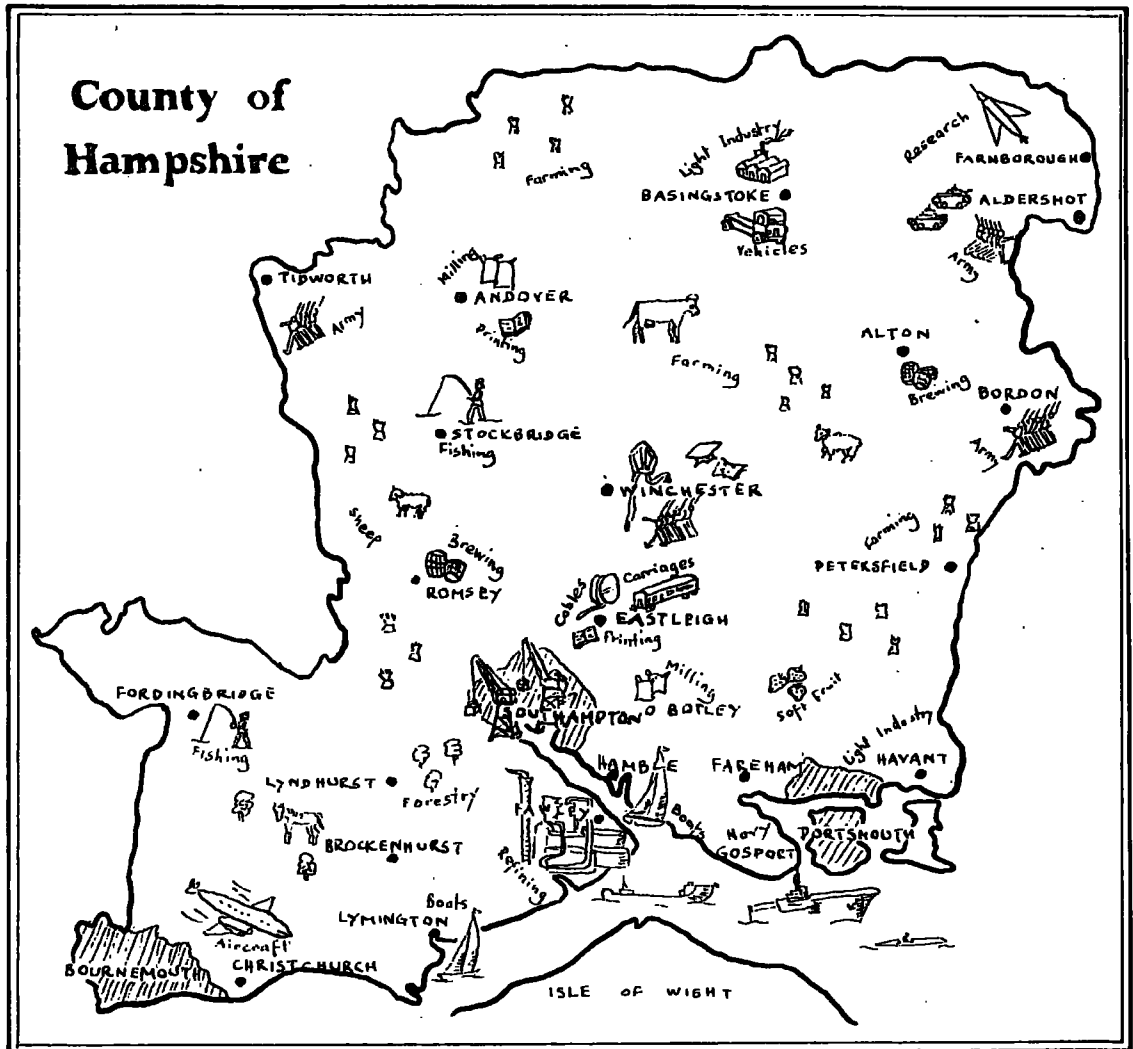 County of
Hampshire
Farming
Light Industry
Research
FARNBOROUGH
BASINGSTOKE
ALDERSHOT
Vehicles
Army
TIDWORTH
Milling
ANDOVER
Army
Printing
Farming
ALTON
Brewing
BORDON
STOCKBRIDGE
Fishing
Army
WINCHESTER
Sheep
Farming
Brewing
ROMSEY
Cables
Carriages
PETERSFIELD
EASTLEIGH
Printing
Milling
FORDINGBRIDGE
SOUTHAMPTON
BOTLEY
Soft Fruit
Fishing
Light Industry
HAMBLE
FAREHAM
HAVANT
LYNDHURST
Forestry
FAWLEY
Boats
Navy
GOSPORT
PORTSMOUTH
BROCKENHURST
Refining
Boats
LYMINGTON
Aircraft
BOURNEMOUTH
CHRISTCHURCH
ISLE OF WIGHT